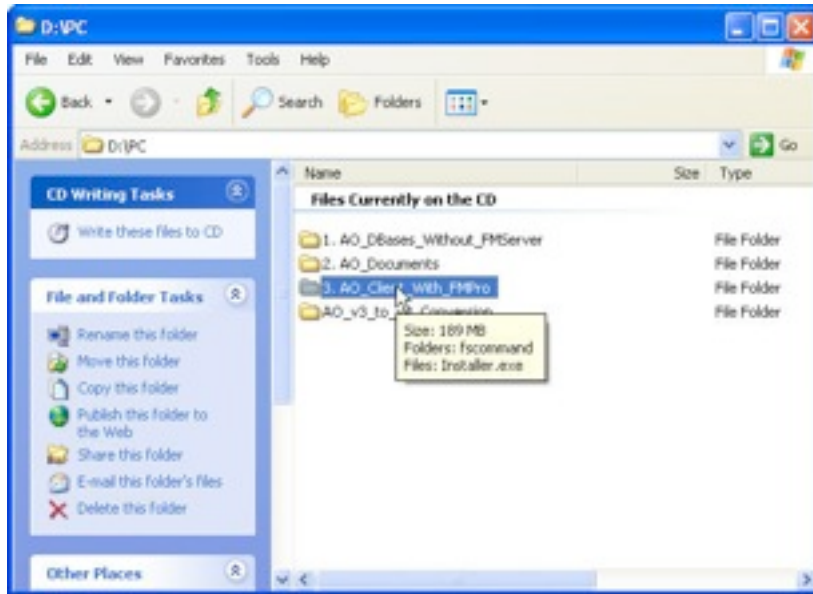 D:\PC
File Edit View Favorites Tools Help
Back Search Folders
Address D:\PC Go
Name Size Type
CD Writing Tasks
Write these files to CD
File and Folder Tasks
Rename this folder
Move this folder
Copy this folder
Publish this folder to
the Web
Share this folder
E-mail this folder's files
Delete this folder
Other Places
Files Currently on the CD
1. AO_DBases_Without_FMServer File Folder
2. AO_Documents File Folder
3. AO_Client_With_FMPro File Folder
AO_v3_to_ Conversion File Folder
Size: 189 MB
Folders: fscommand
Files: Installer.exe